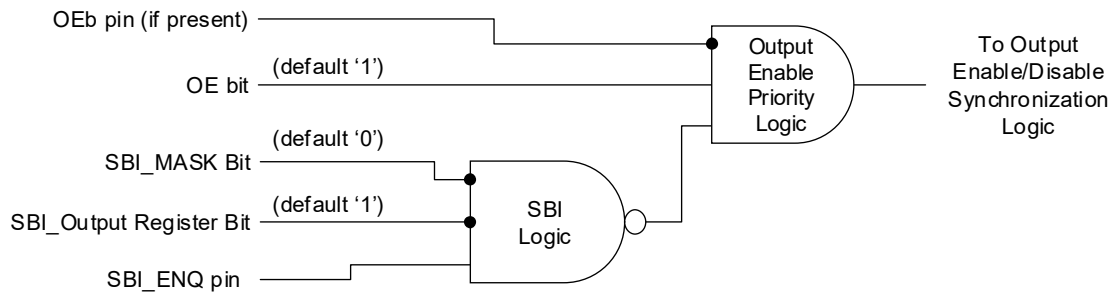 OEb pin (if present)
OE bit
(default ‘1’)
SBI_MASK Bit
(default ‘0’)
SBI_Output Register Bit
(default ‘1’)
SBI_ENQ pin
SBI
Logic
Output
Enable
Priority
Logic
To Output
Enable/Disable
Synchronization
Logic